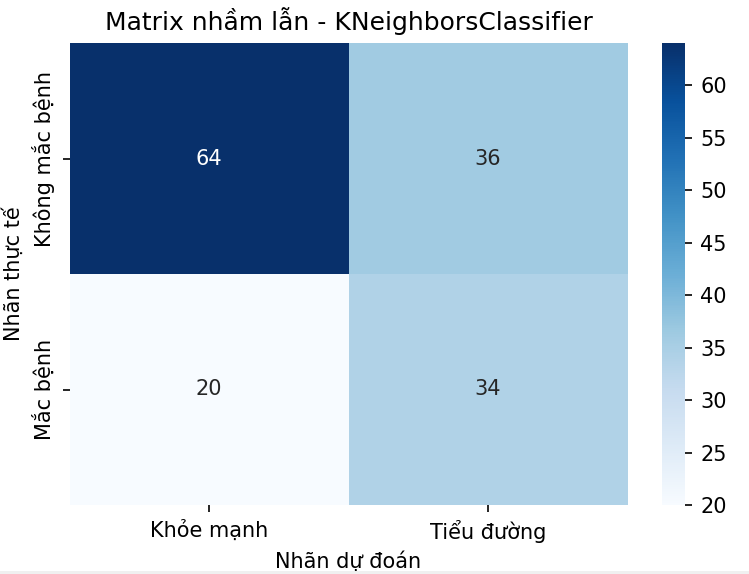 Matrix nhầm lẫn - KNeighborsClassifier
Nhãn thực tế
Không mắc bệnh
Mắc bệnh
64
36
20
34
Khỏe mạnh
Tiểu đường
Nhãn dự đoán
60
55
50
45
40
35
30
25
20